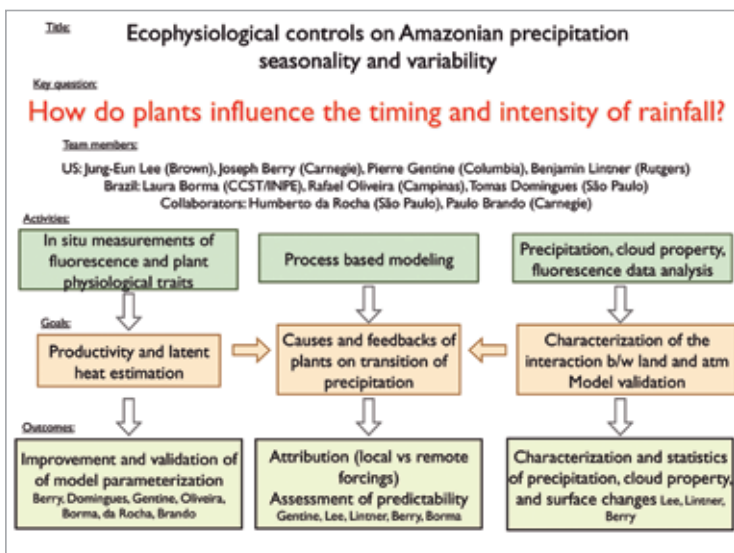 Title:
Ecophysiological controls on Amazonian precipitation
seasonality and variability
Key question:
How do plants influence the timing and intensity of rainfall?
Team members:
US: Jung-Eun Lee (Brown), Joseph Berry (Carnegie), Pierre Gentine (Columbia), Benjamin Lintner (Rutgers)
Brazil: Laura Borma (CCST/INPE), Rafael Oliveira (Campinas), Tomas Domingues (São Paulo)
Collaborators: Humberto da Rocha (São Paulo), Paulo Brando (Carnegie)
Activities:
In situ measurements of
fluorescence and plant
physiological traits
Process based modeling
Precipitation, cloud property,
fluorescence data analysis
Goals:
Productivity and latent
heat estimation
Causes and feedbacks of
plants on transition of
precipitation
Characterization of the
interaction b/w land and atm
Model validation
Outcomes:
Improvement and validation of
of model parameterization
Berry, Domingues, Gentine, Oliveira,
Borma, da Rocha, Brando
Attribution (local vs remote
forcings)
Assessment of predictability
Gentine, Lee, Lintner, Berry, Borma
Characterization and statistics
of precipitation, cloud property,
and surface changes Lee, Lintner,
Berry